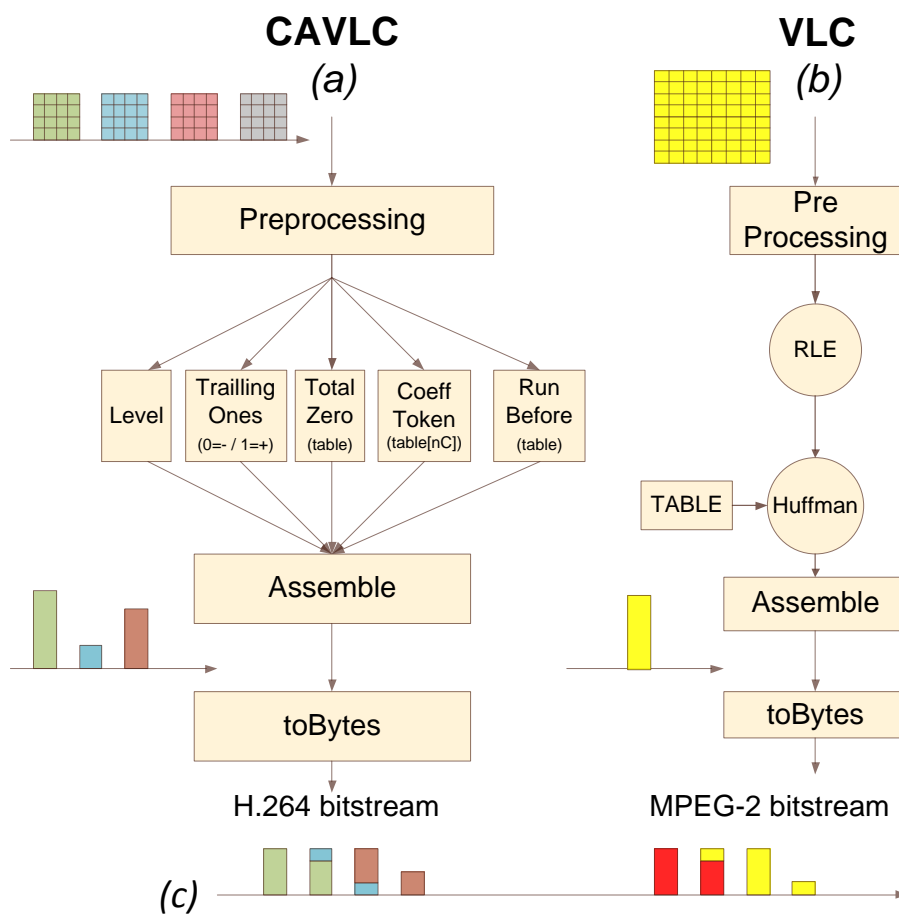 CAVLC
(a)
VLC
(b)
Preprocessing
Pre
Processing
RLE
Level
Trailling
Ones
(0=- / 1=+)
Total
Zero
(table)
Coeff
Token
(table[nC])
Run
Before
(table)
TABLE
Huffman
Assemble
Assemble
toBytes
toBytes
H.264 bitstream
MPEG-2 bitstream
(c)